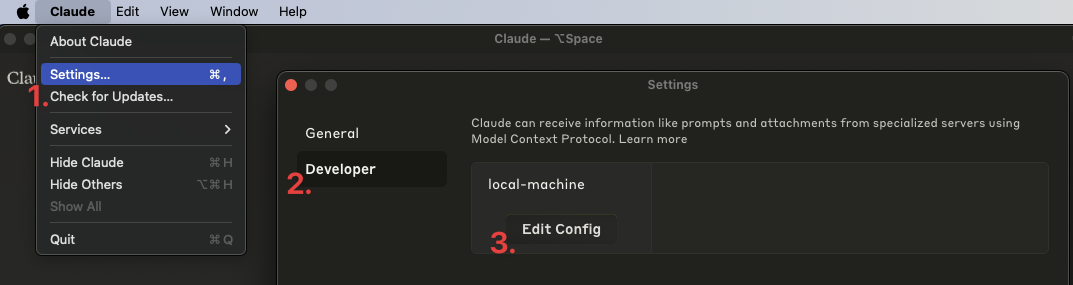 Claude Edit View Window Help
Claude — ⌥Space
About Claude
Settings... ⌘ ,
1.
Check for Updates...
Services
Hide Claude ⌘ H
Hide Others ⌥⌘ H
Show All
Quit ⌘ Q
Settings
General
Developer
2.
Claude can receive information like prompts and attachments from specialized servers using
Model Context Protocol. Learn more
local-machine
Edit Config
3.